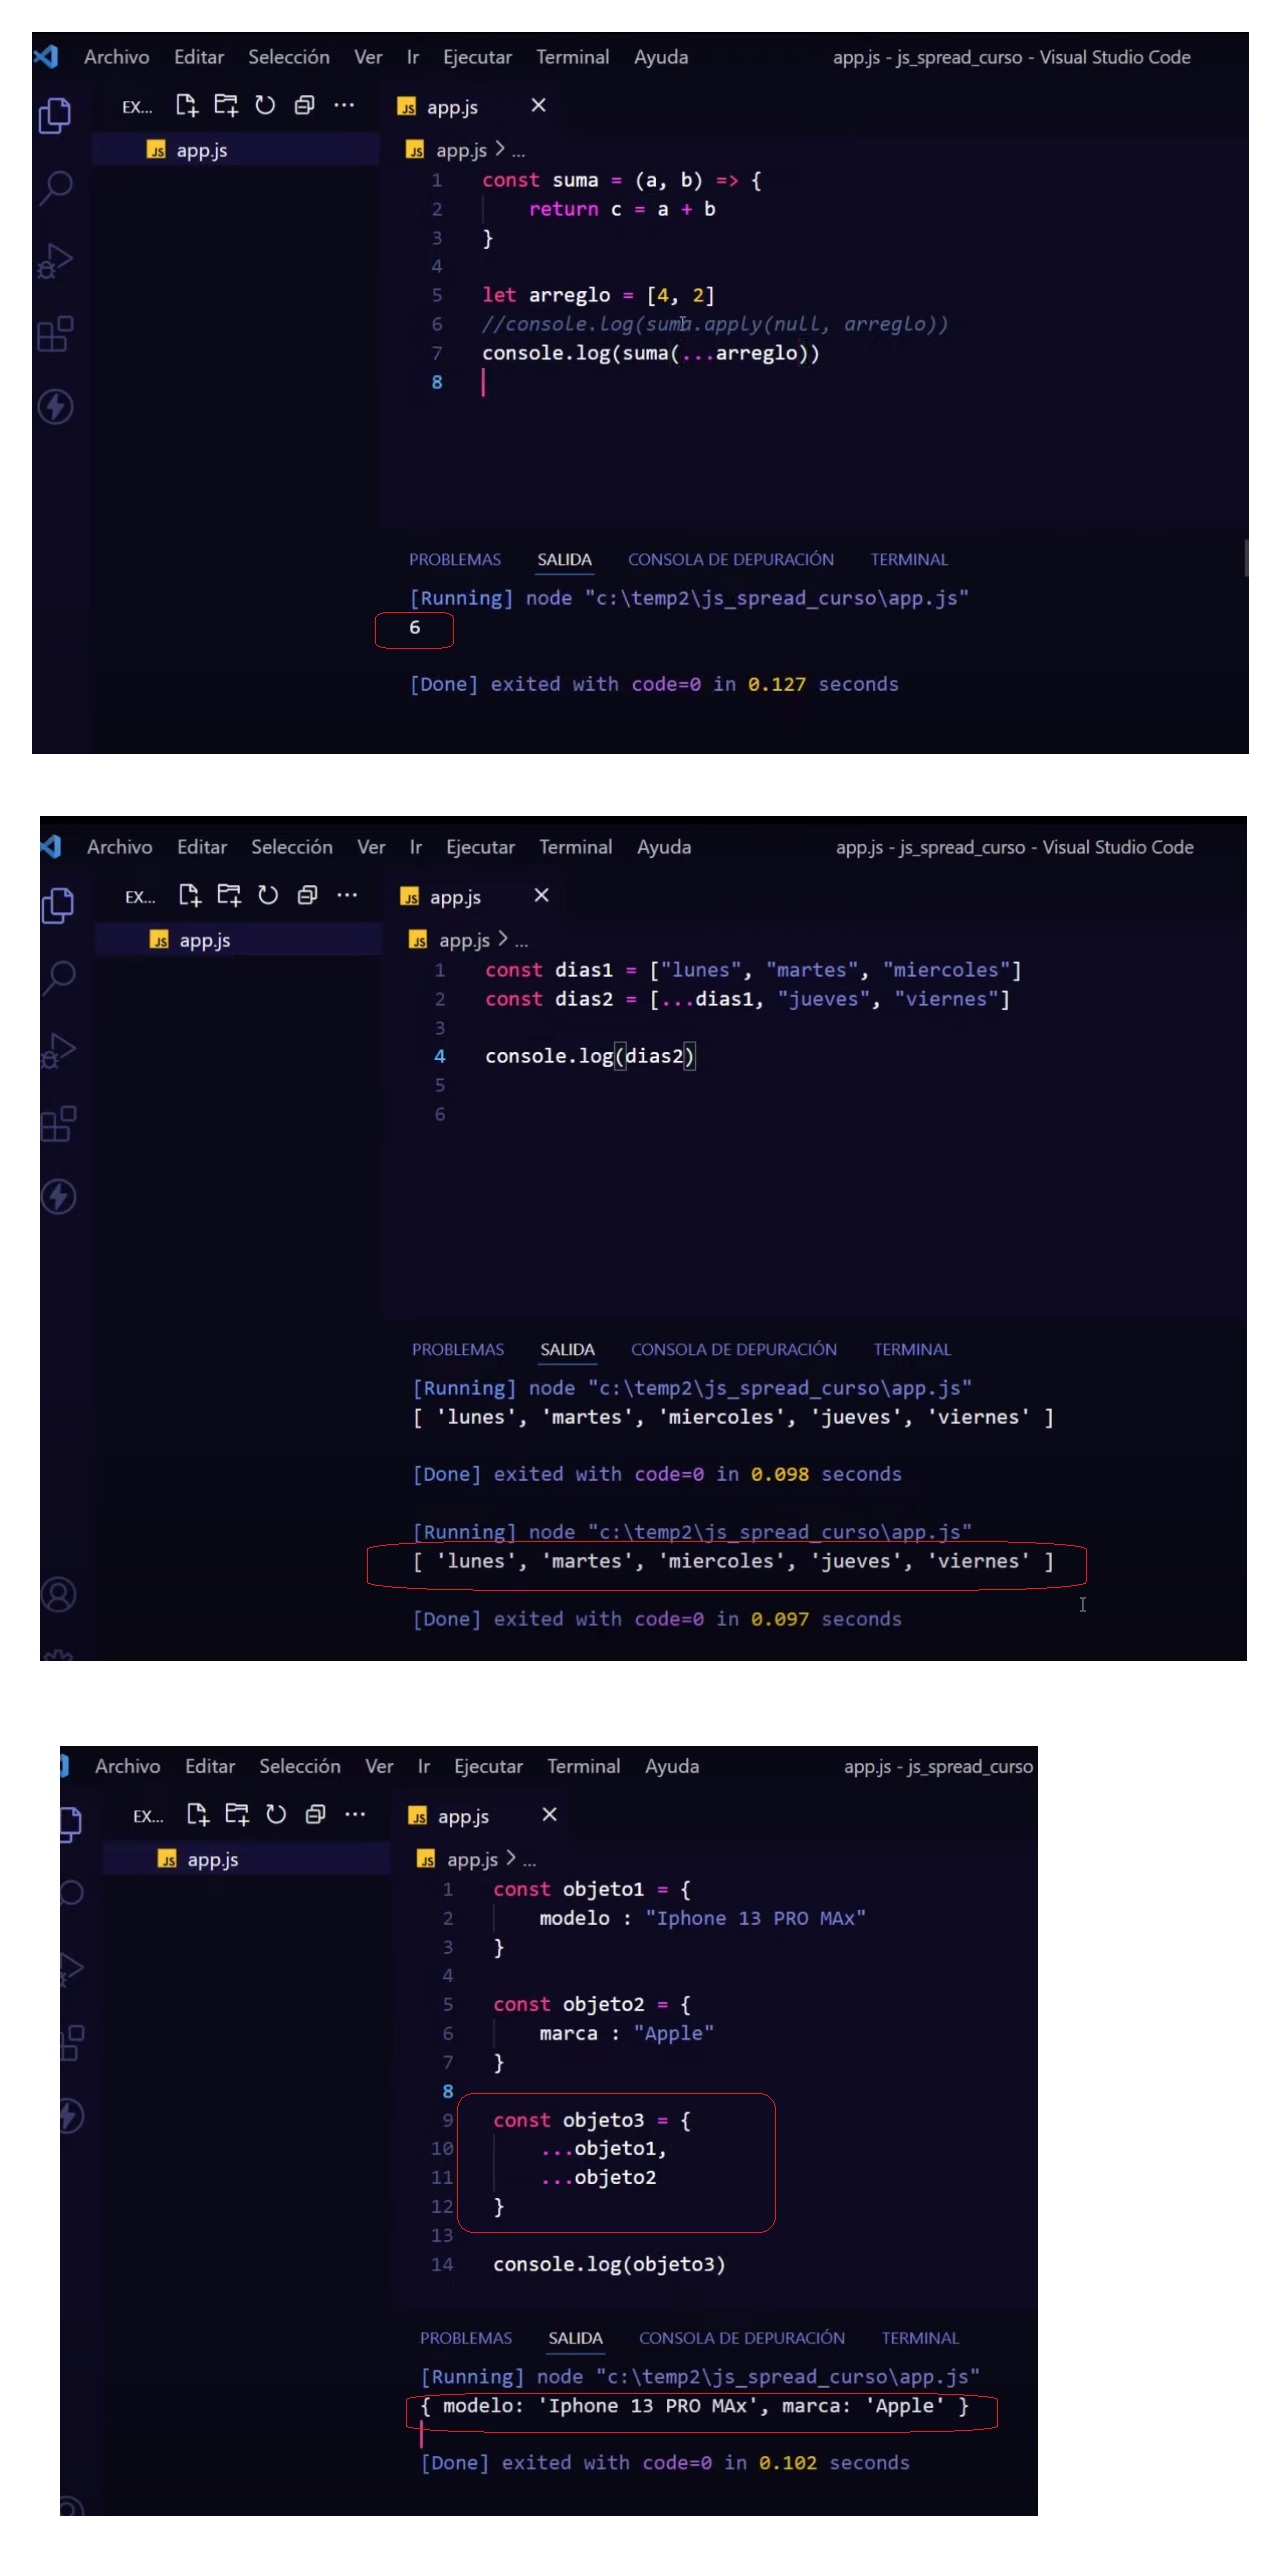 Archivo Editar Selección Ver Ir Ejecutar Terminal Ayuda app.js - js_spread_curso - Visual Studio Code
EX... ... JS app.js
JS app.js JS app.js > ...
1 const suma = (a, b) => {
2 return c = a + b
3 }
4
5 let arreglo = [4, 2]
6 //console.log(suma.apply(null, arreglo))
7 console.log(suma(...arreglo))
8
PROBLEMAS SALIDA CONSOLA DE DEPURACIÓN TERMINAL
[Running] node "c:\temp2\js_spread_curso\app.js"
6
[Done] exited with code=0 in 0.127 seconds
Archivo Editar Selección Ver Ir Ejecutar Terminal Ayuda app.js - js_spread_curso - Visual Studio Code
EX... ... JS app.js
JS app.js JS app.js > ...
1 const dias1 = ["lunes", "martes", "miercoles"]
2 const dias2 = [...dias1, "jueves", "viernes"]
3
4 console.log(dias2)
5
6
PROBLEMAS SALIDA CONSOLA DE DEPURACIÓN TERMINAL
[Running] node "c:\temp2\js_spread_curso\app.js"
[ 'lunes', 'martes', 'miercoles', 'jueves', 'viernes' ]
[Done] exited with code=0 in 0.098 seconds
[Running] node "c:\temp2\js_spread_curso\app.js"
[ 'lunes', 'martes', 'miercoles', 'jueves', 'viernes' ]
[Done] exited with code=0 in 0.097 seconds
Archivo Editar Selección Ver Ir Ejecutar Terminal Ayuda app.js - js_spread_curso
EX... ... JS app.js
JS app.js JS app.js > ...
1 const objeto1 = {
2 modelo : "Iphone 13 PRO MAx"
3 }
4
5 const objeto2 = {
6 marca : "Apple"
7 }
8
9 const objeto3 = {
10 ...objeto1,
11 ...objeto2
12 }
13
14 console.log(objeto3)
PROBLEMAS SALIDA CONSOLA DE DEPURACIÓN TERMINAL
[Running] node "c:\temp2\js_spread_curso\app.js"
{ modelo: 'Iphone 13 PRO MAx', marca: 'Apple' }
[Done] exited with code=0 in 0.102 seconds